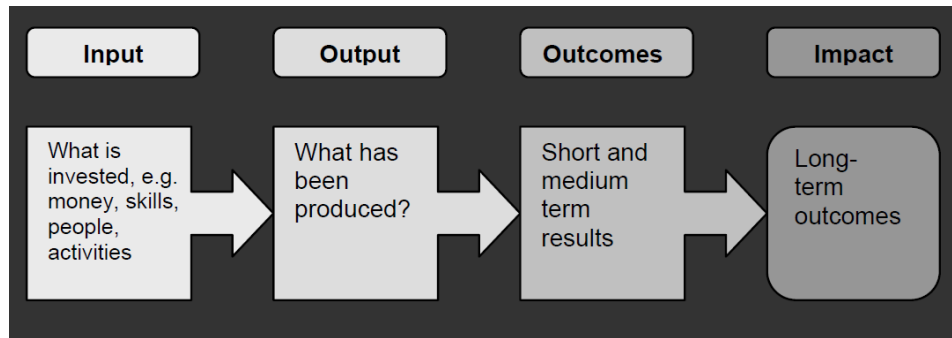 Input
Output
Outcomes
Impact
What is
invested, e.g.
money, skills,
people,
activities
What has
been
produced?
Short and
medium
term
results
Long-
term
outcomes